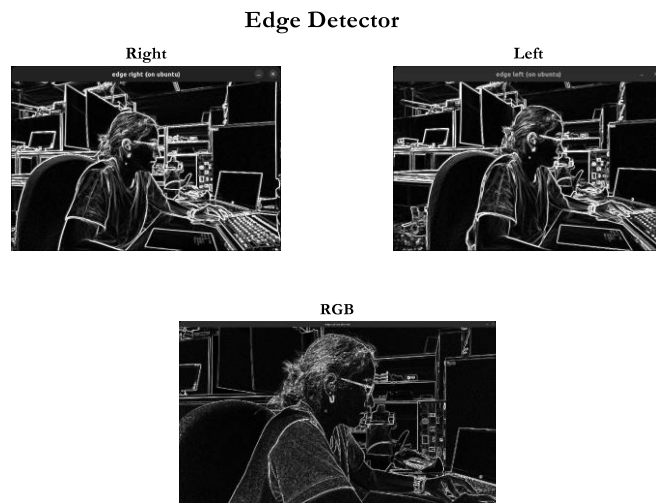 Edge Detector
Right
Left
edge right (on ubuntu)
edge left (on ubuntu)
RGB